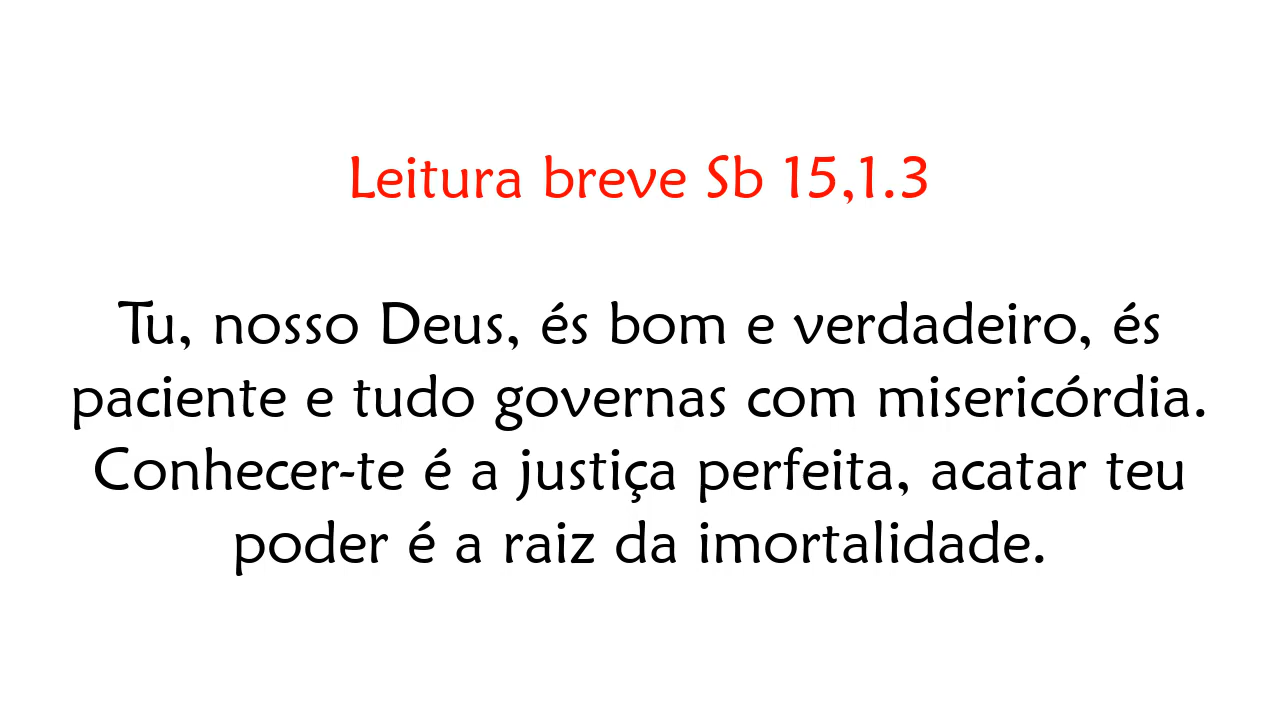 Leitura breve Sb 15,1.3
Tu, nosso Deus, és bom e verdadeiro, és
paciente e tudo governas com misericórdia.
Conhecer-te é a justiça perfeita, acatar teu
poder é a raiz da imortalidade.